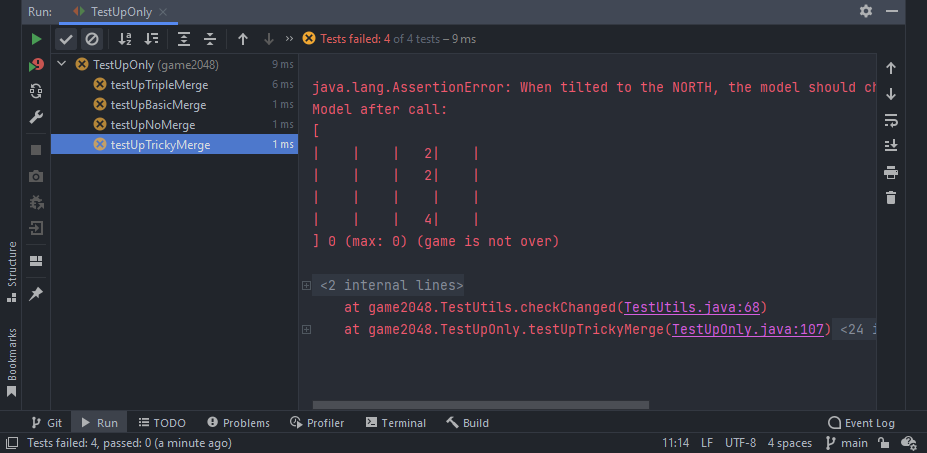 Run: TestUpOnly
Tests failed: 4 of 4 tests – 9 ms
TestUpOnly (game2048) 9 ms
testUpTripleMerge 6 ms
testUpBasicMerge 1 ms
testUpNoMerge 1 ms
testUpTrickyMerge 1 ms
java.lang.AssertionError: When tilted to the NORTH, the model should ch
Model after call:
[
|    |    |   2|    |
|    |    |   2|    |
|    |    |    |    |
|    |    |   4|    |
] 0 (max: 0) (game is not over)
<2 internal lines>
at game2048.TestUtils.checkChanged(TestUtils.java:68)
at game2048.TestUpOnly.testUpTrickyMerge(TestUpOnly.java:107) <24 i
Structure
Bookmarks
Git Run TODO Problems Profiler Terminal Build Event Log
Tests failed: 4, passed: 0 (a minute ago) 11:14 LF UTF-8 4 spaces main